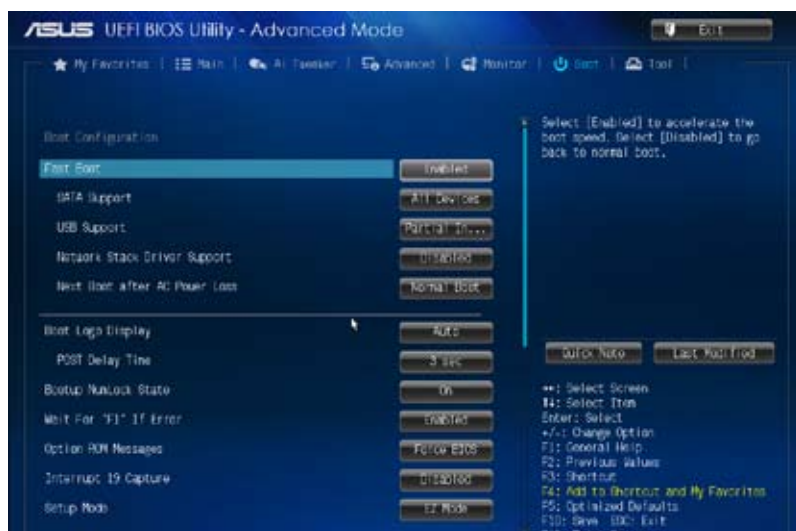 ASUS UEFI BIOS Utility - Advanced Mode
Exit
My Favorites | Main | Ai Tweaker | Advanced | Monitor | Boot | Tool
Boot Configuration
Fast Boot Enabled
SATA Support All Devices
USB Support Partial In...
Network Stack Driver Support Disabled
Next Boot after AC Power Loss Normal Boot
Boot Logo Display Auto
POST Delay Time 3 sec
Bootup NumLock State On
Wait For "F1" If Error Enabled
Option ROM Messages Force BIOS
Interrupt 19 Capture Disabled
Setup Mode EZ Mode
Select [Enabled] to accelerate the
boot speed. Select [Disabled] to go
back to normal boot.
Quick Note
Last Modified
↔: Select Screen
↑↓: Select Item
Enter: Select
+/-: Change Option
F1: General Help
F2: Previous Values
F3: Shortcut
F4: Add to Shortcut and My Favorites
F5: Optimized Defaults
F10: Save ESC: Exit